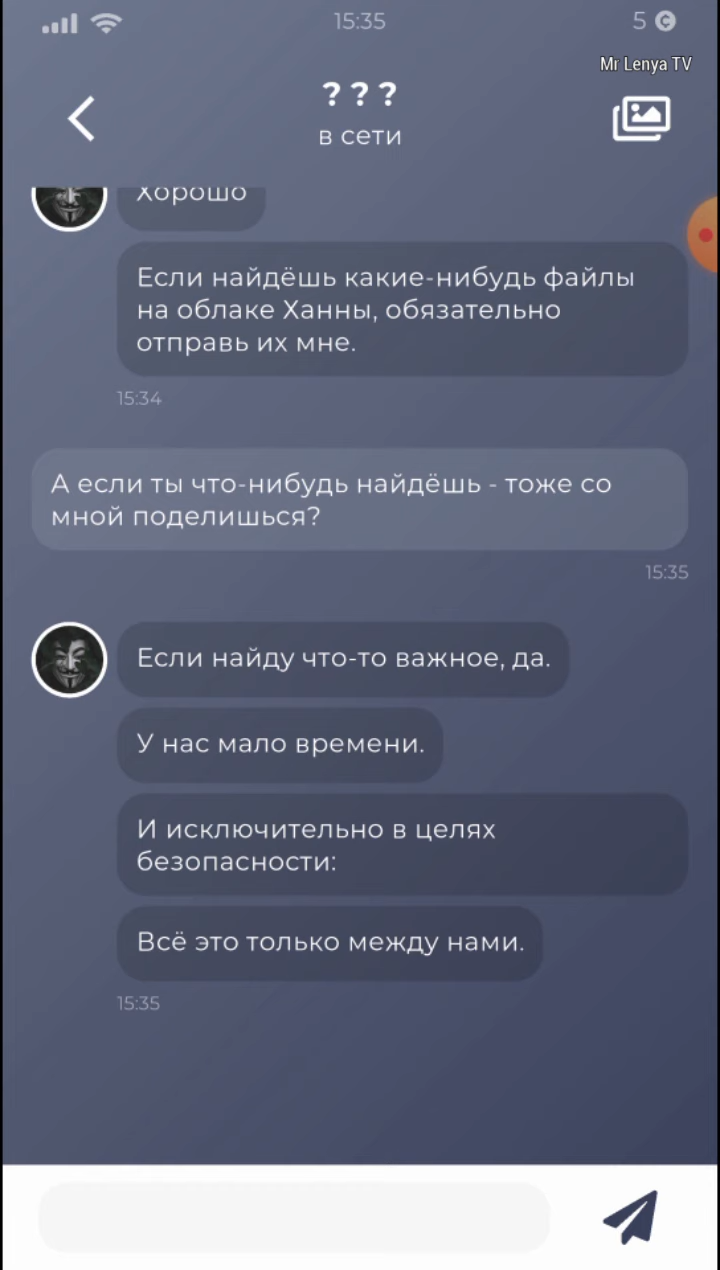 15:35
5
Mr Lenya TV
? ? ?
в сети
Хорошо
Если найдёшь какие-нибудь файлы
на облаке Ханны, обязательно
отправь их мне.
15:34
А если ты что-нибудь найдёшь - тоже со
мной поделишься?
15:35
Если найду что-то важное, да.
У нас мало времени.
И исключительно в целях
безопасности:
Всё это только между нами.
15:35